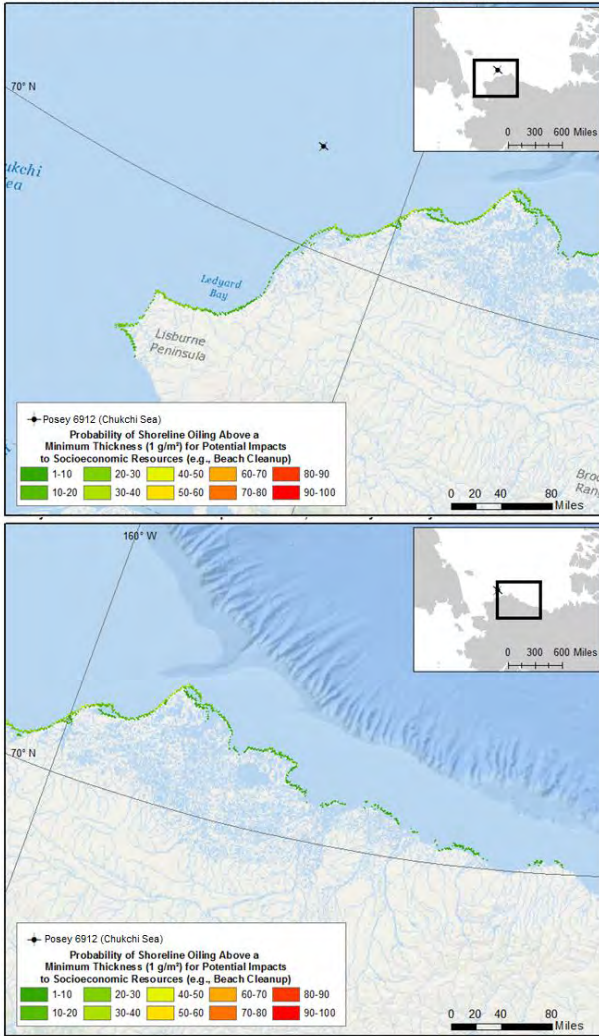 70° N
0 300 600 Miles
ukchi
ea
Ledyard
Bay
Lisburne
Peninsula
Posey 6912 (Chukchi Sea)
Probability of Shoreline Oiling Above a
Minimum Thickness (1 g/m²) for Potential Impacts
to Socioeconomic Resources (e.g., Beach Cleanup)
1-10 20-30 40-50 60-70 80-90
10-20 30-40 50-60 70-80 90-100
Broo
Ran
0 20 40 80
Miles
160° W
0 300 600 Miles
70° N
Posey 6912 (Chukchi Sea)
Probability of Shoreline Oiling Above a
Minimum Thickness (1 g/m²) for Potential Impacts
to Socioeconomic Resources (e.g., Beach Cleanup)
1-10 20-30 40-50 60-70 80-90
10-20 30-40 50-60 70-80 90-100
0 20 40 80
Miles